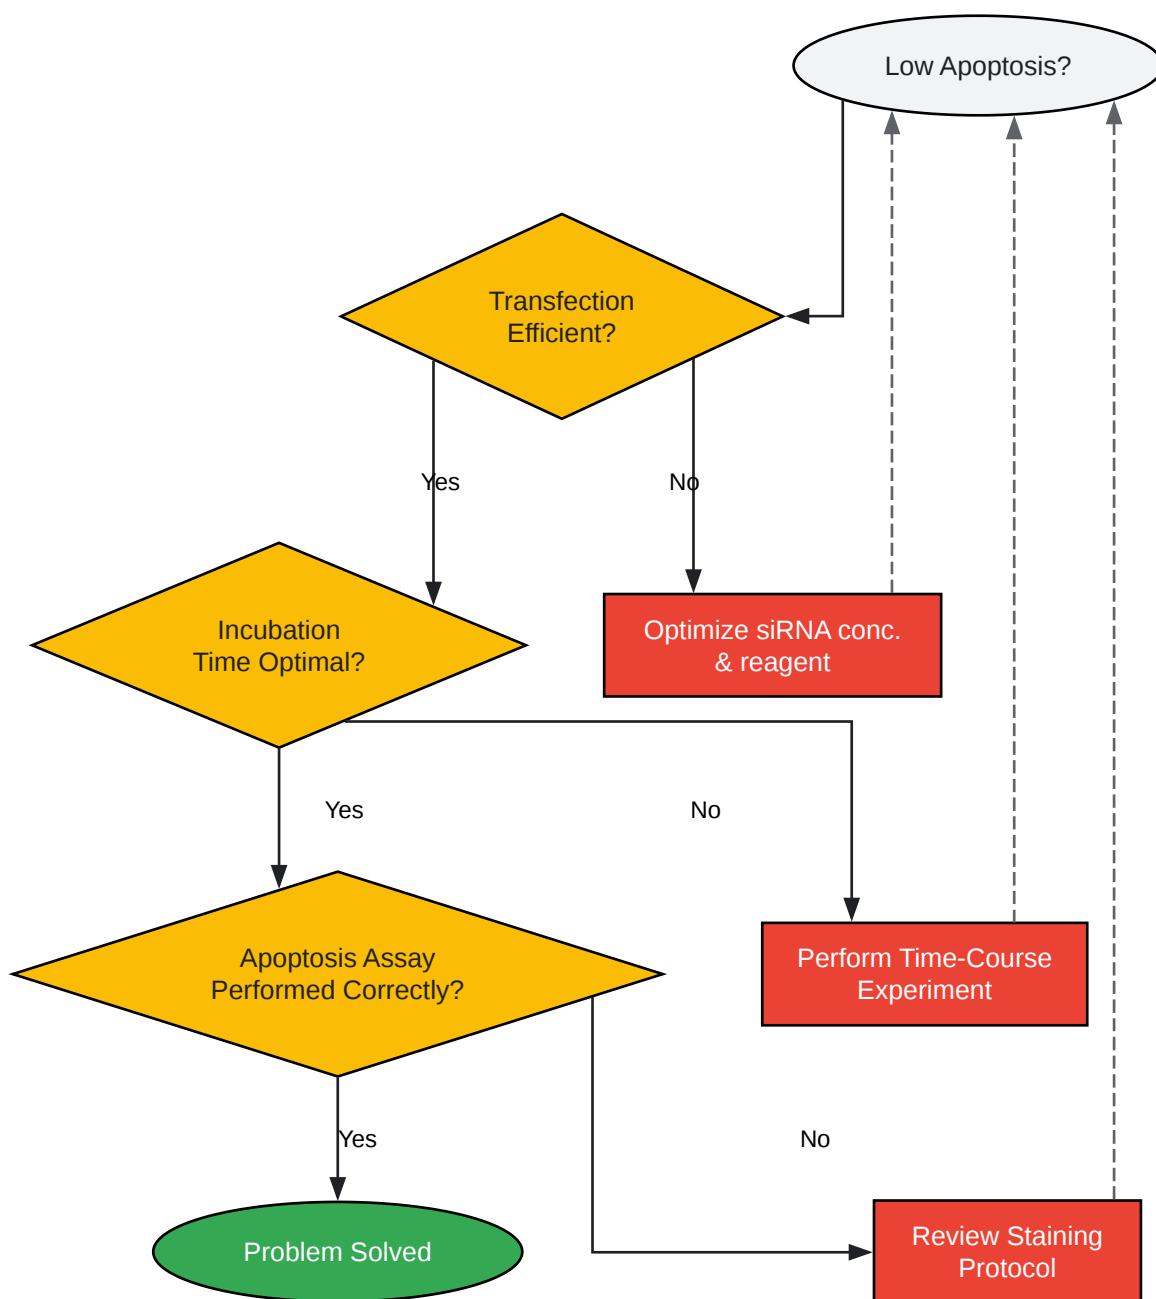 Low Apoptosis?
Transfection
Efficient?
Yes
No
Incubation
Time Optimal?
Optimize siRNA conc.
& reagent
Yes
No
Apoptosis Assay
Performed Correctly?
Perform Time-Course
Experiment
Yes
No
Problem Solved
Review Staining
Protocol